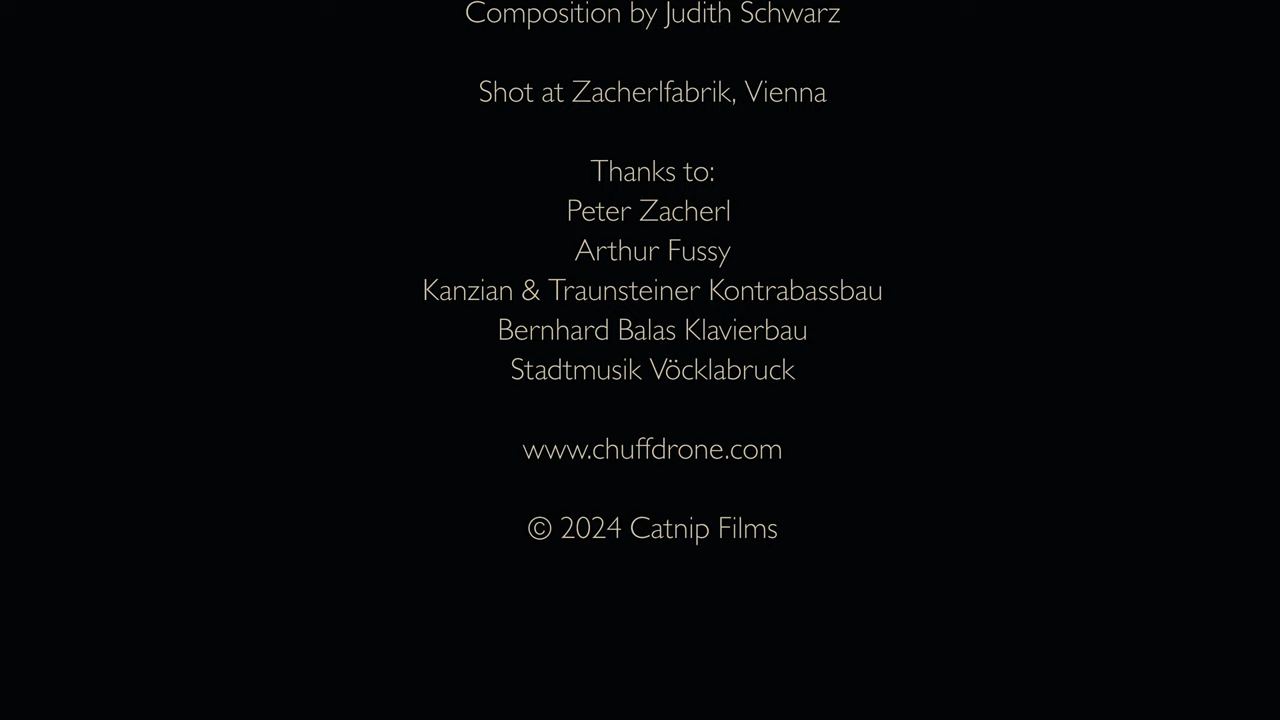 Composition by Judith Schwarz
Shot at Zacherlfabrik, Vienna
Thanks to:
Peter Zacherl
Arthur Fussy
Kanzian & Traunsteiner Kontrabassbau
Bernhard Balas Klavierbau
Stadtmusik Vöcklabruck
www.chuffdrone.com
© 2024 Catnip Films